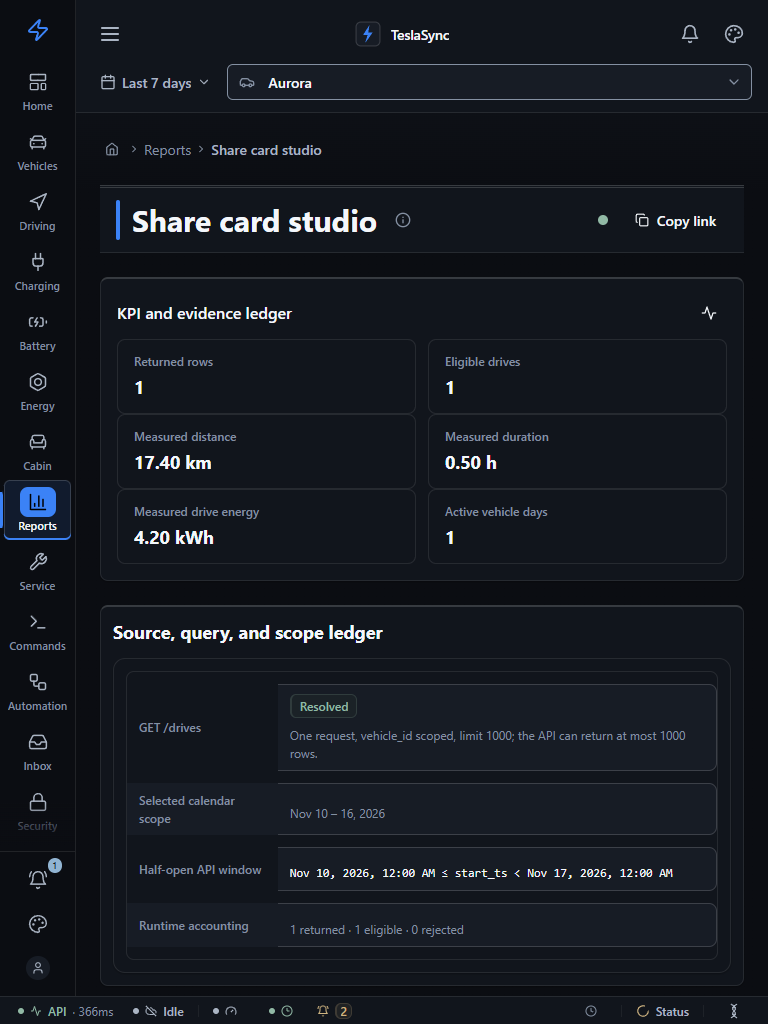 TeslaSync
Last 7 days
Aurora
Home
Vehicles
Driving
Charging
Battery
Energy
Cabin
Reports
Service
Commands
Automation
Inbox
Security
1
Reports
Share card studio
Share card studio
Copy link
KPI and evidence ledger
Returned rows
1
Eligible drives
1
Measured distance
17.40 km
Measured duration
0.50 h
Measured drive energy
4.20 kWh
Active vehicle days
1
Source, query, and scope ledger
GET /drives
Resolved
One request, vehicle_id scoped, limit 1000; the API can return at most 1000
rows.
Selected calendar
scope
Nov 10 – 16, 2026
Half-open API window
Nov 10, 2026, 12:00 AM ≤ start_ts < Nov 17, 2026, 12:00 AM
Runtime accounting
1 returned · 1 eligible · 0 rejected
API · 366ms
Idle
2
Status